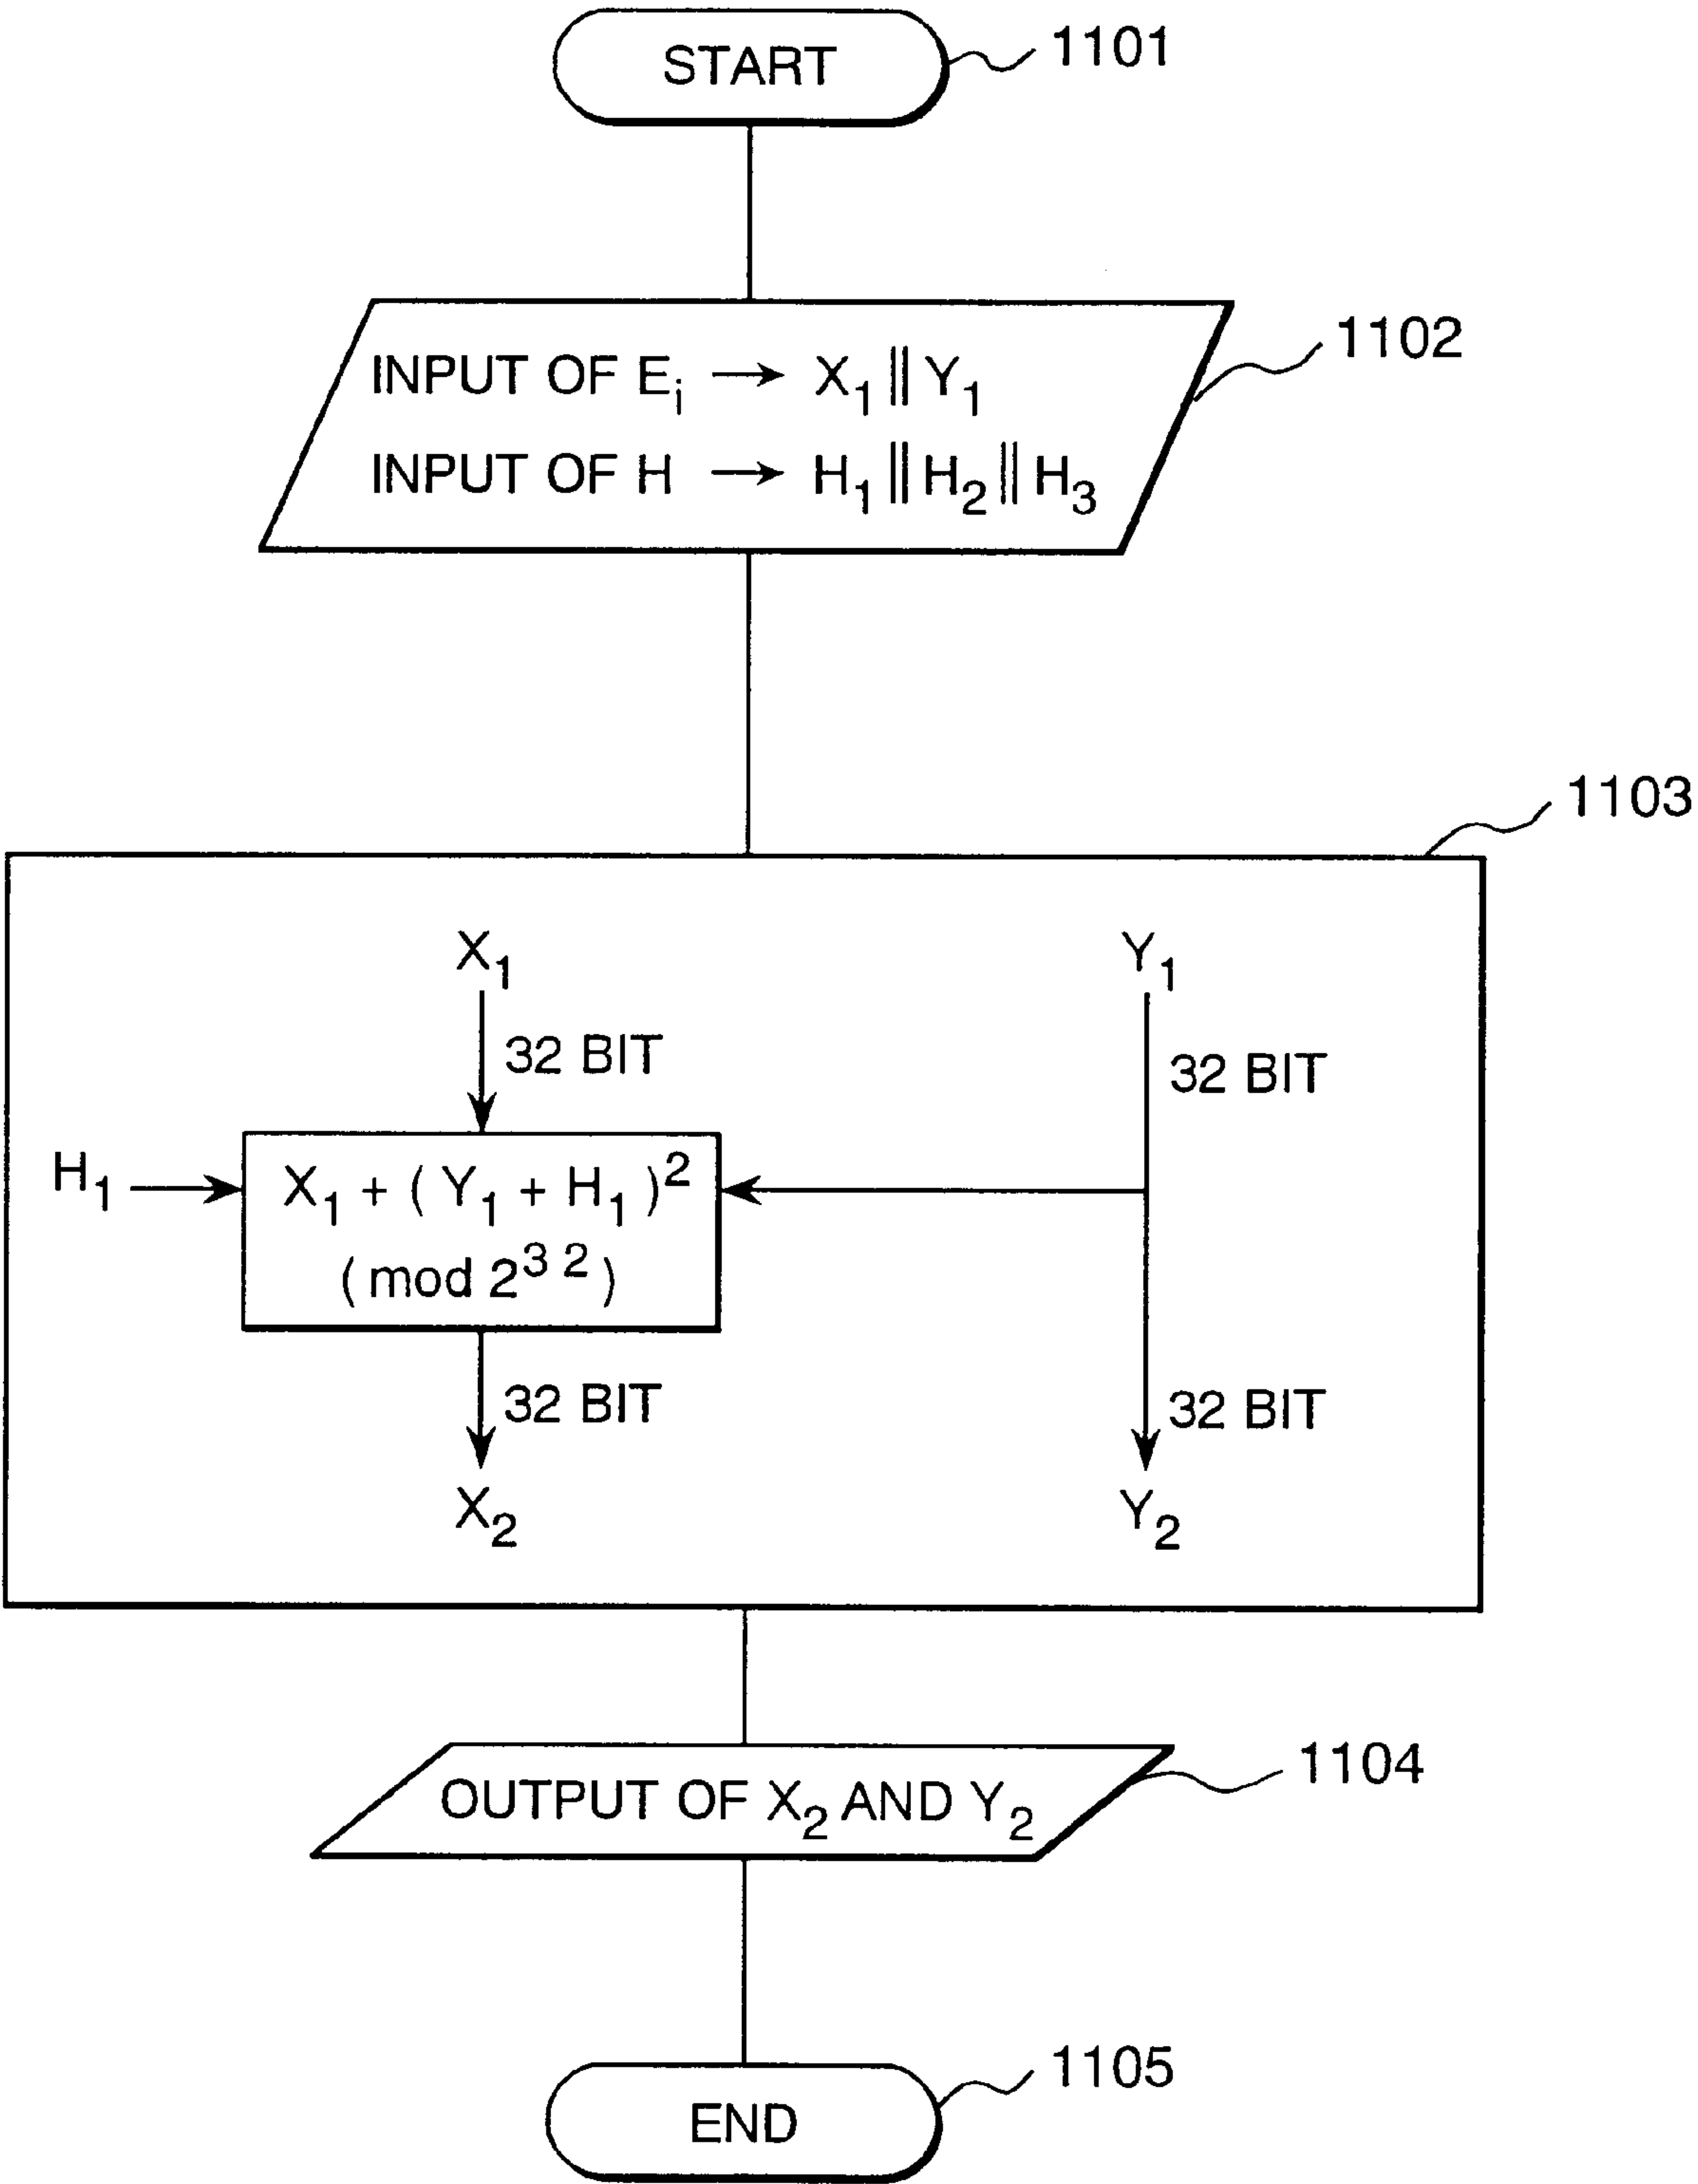 START
1101
INPUT OF Ei → X1 || Y1
INPUT OF H → H1 || H2 || H3
1102
1103
X1
Y1
32 BIT
32 BIT
H1
X1 + ( Y1 + H1 )²
( mod 2³² )
32 BIT
32 BIT
X2
Y2
OUTPUT OF X2 AND Y2
1104
END
1105